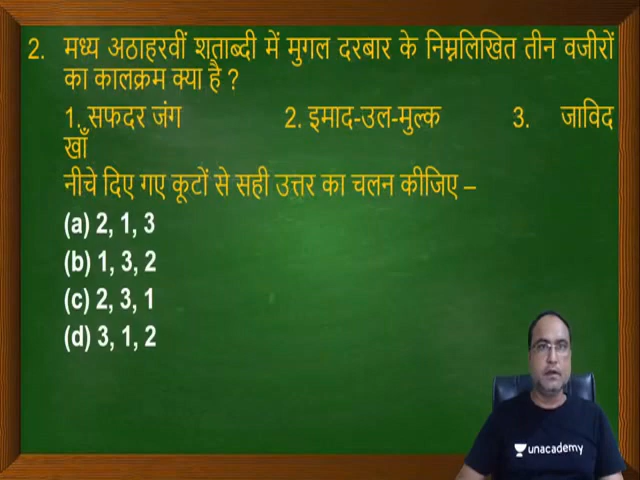 2. मध्य अठाहरवीं शताब्दी में मुगल दरबार के निम्नलिखित तीन वजीरों
का कालक्रम क्या है ?
1. सफदर जंग 2. इमाद-उल-मुल्क 3. जाविद
खाँ
नीचे दिए गए कूटों से सही उत्तर का चलन कीजिए –
(a) 2, 1, 3
(b) 1, 3, 2
(c) 2, 3, 1
(d) 3, 1, 2
unacademy